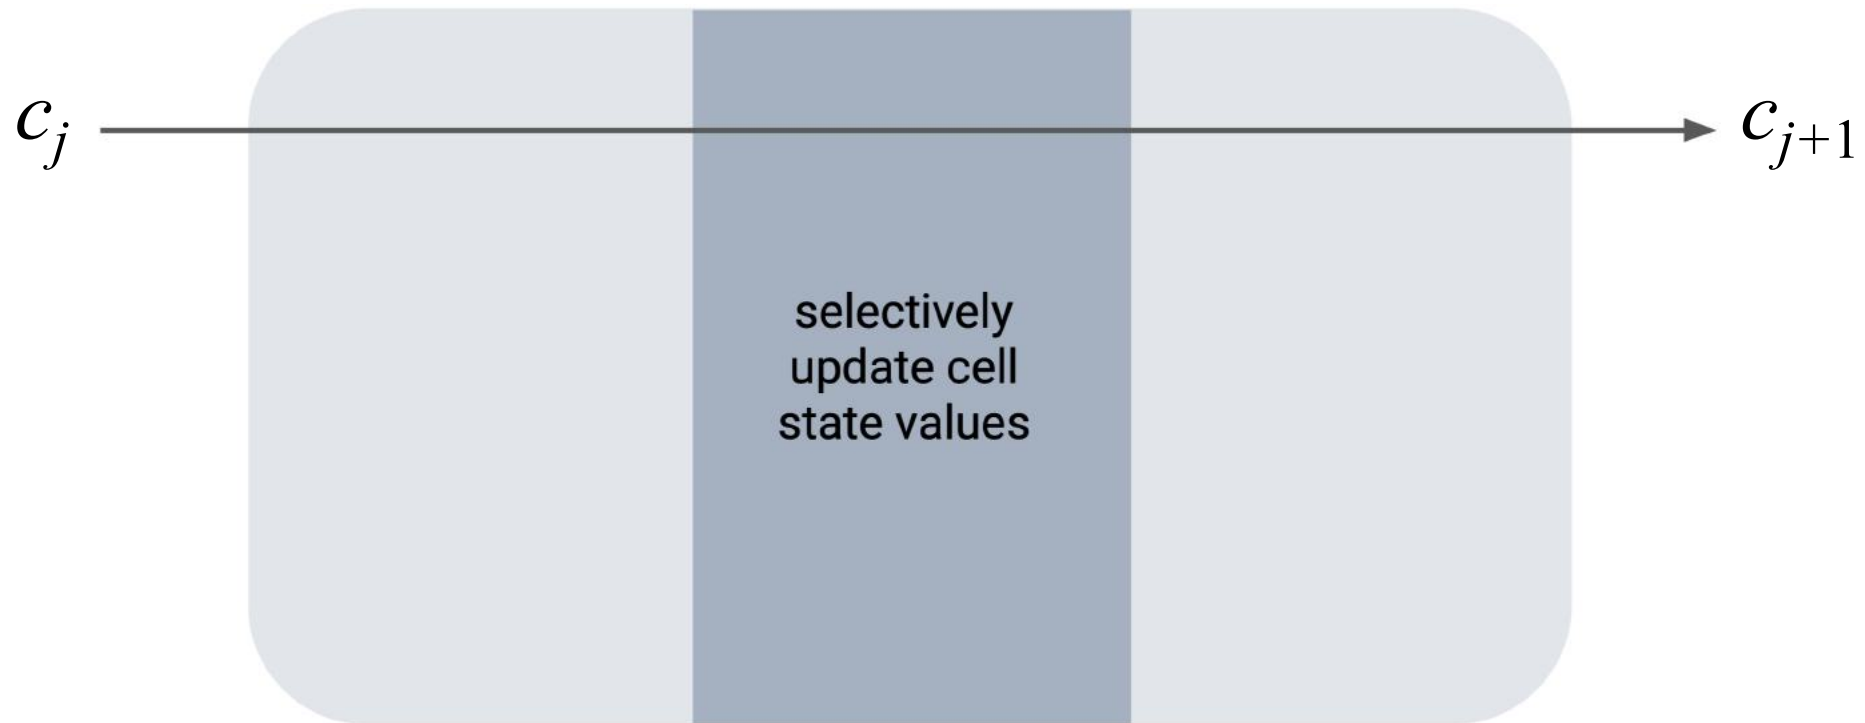 c_j
c_{j+1}
selectively
update cell
state values